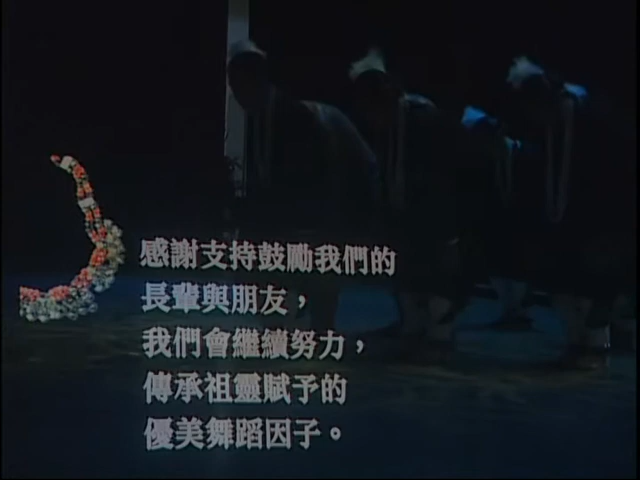 感謝支持鼓勵我們的
長輩與朋友，
我們會繼續努力，
傳承祖靈賦予的
優美舞蹈因子。